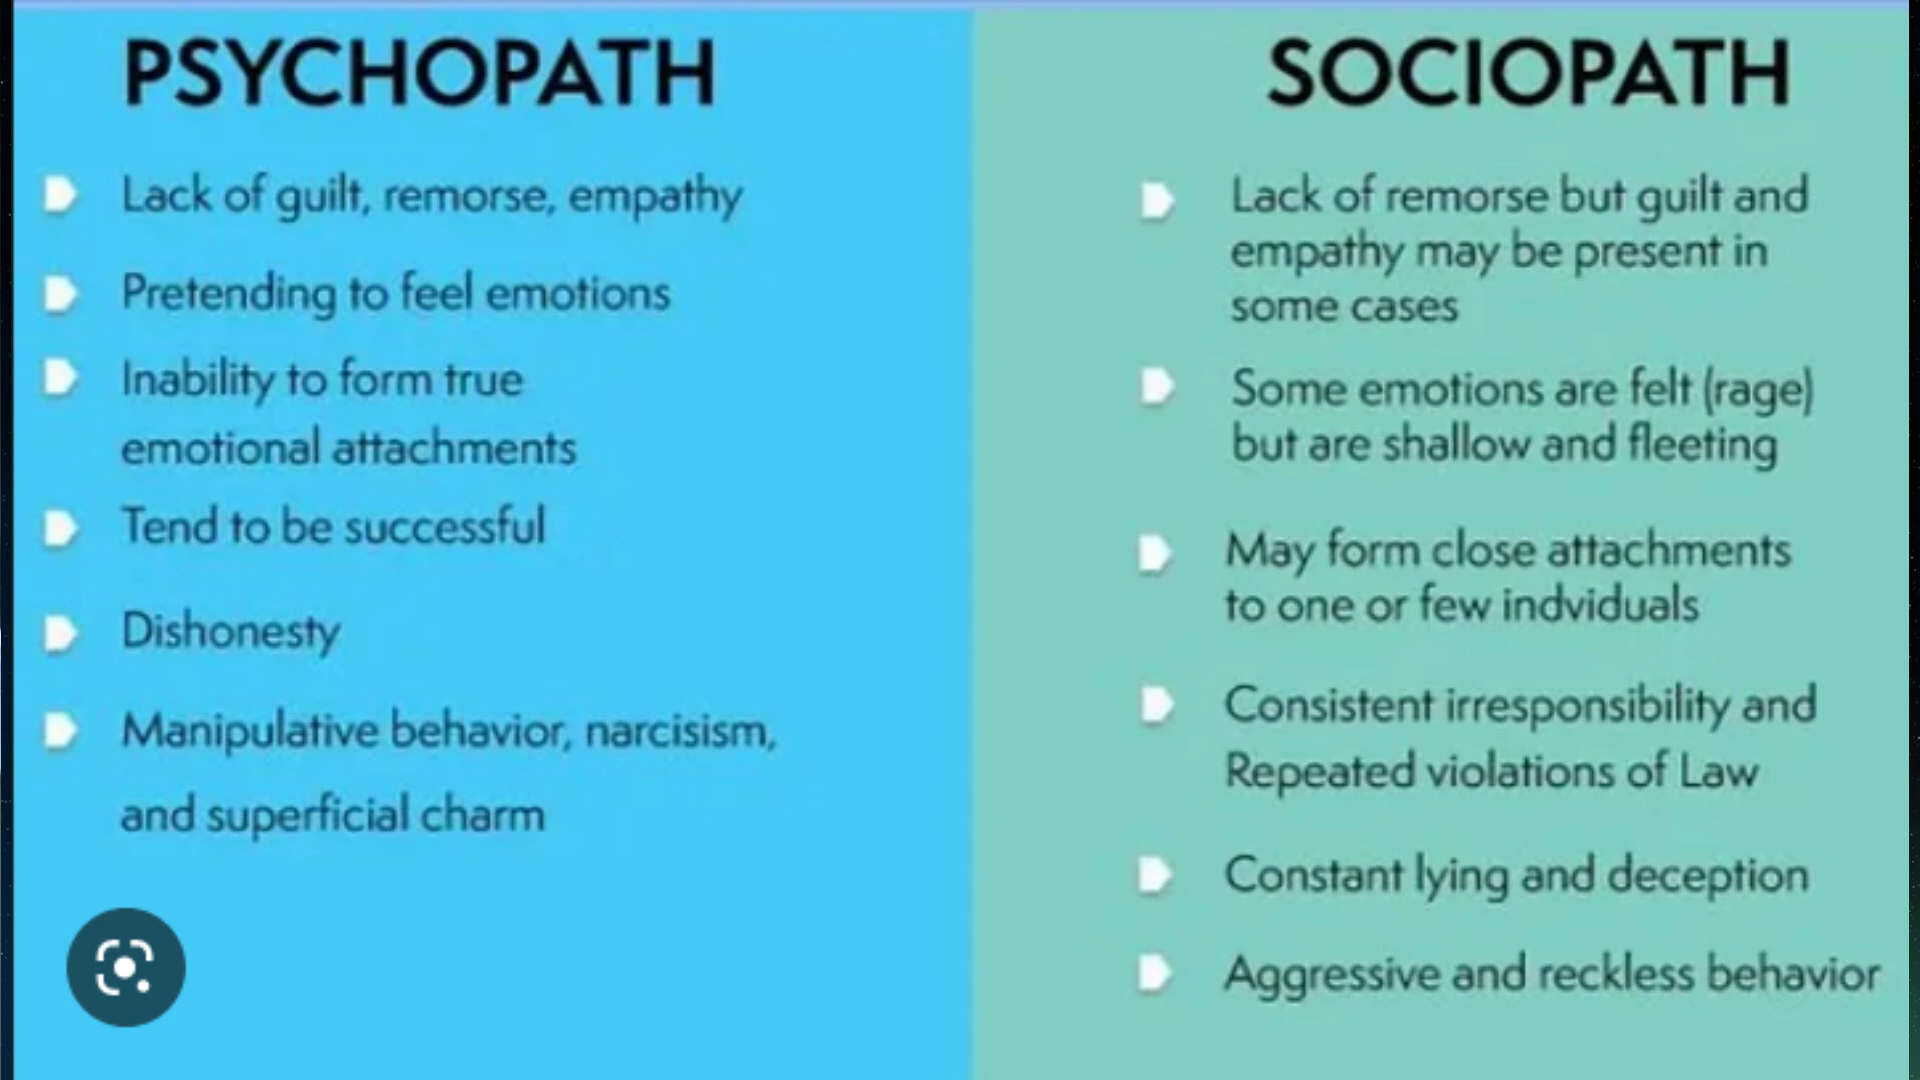 PSYCHOPATH
Lack of guilt, remorse, empathy
Pretending to feel emotions
Inability to form true
emotional attachments
Tend to be successful
Dishonesty
Manipulative behavior, narcisism,
and superficial charm
SOCIOPATH
Lack of remorse but guilt and
empathy may be present in
some cases
Some emotions are felt (rage)
but are shallow and fleeting
May form close attachments
to one or few indviduals
Consistent irresponsibility and
Repeated violations of Law
Constant lying and deception
Aggressive and reckless behavior